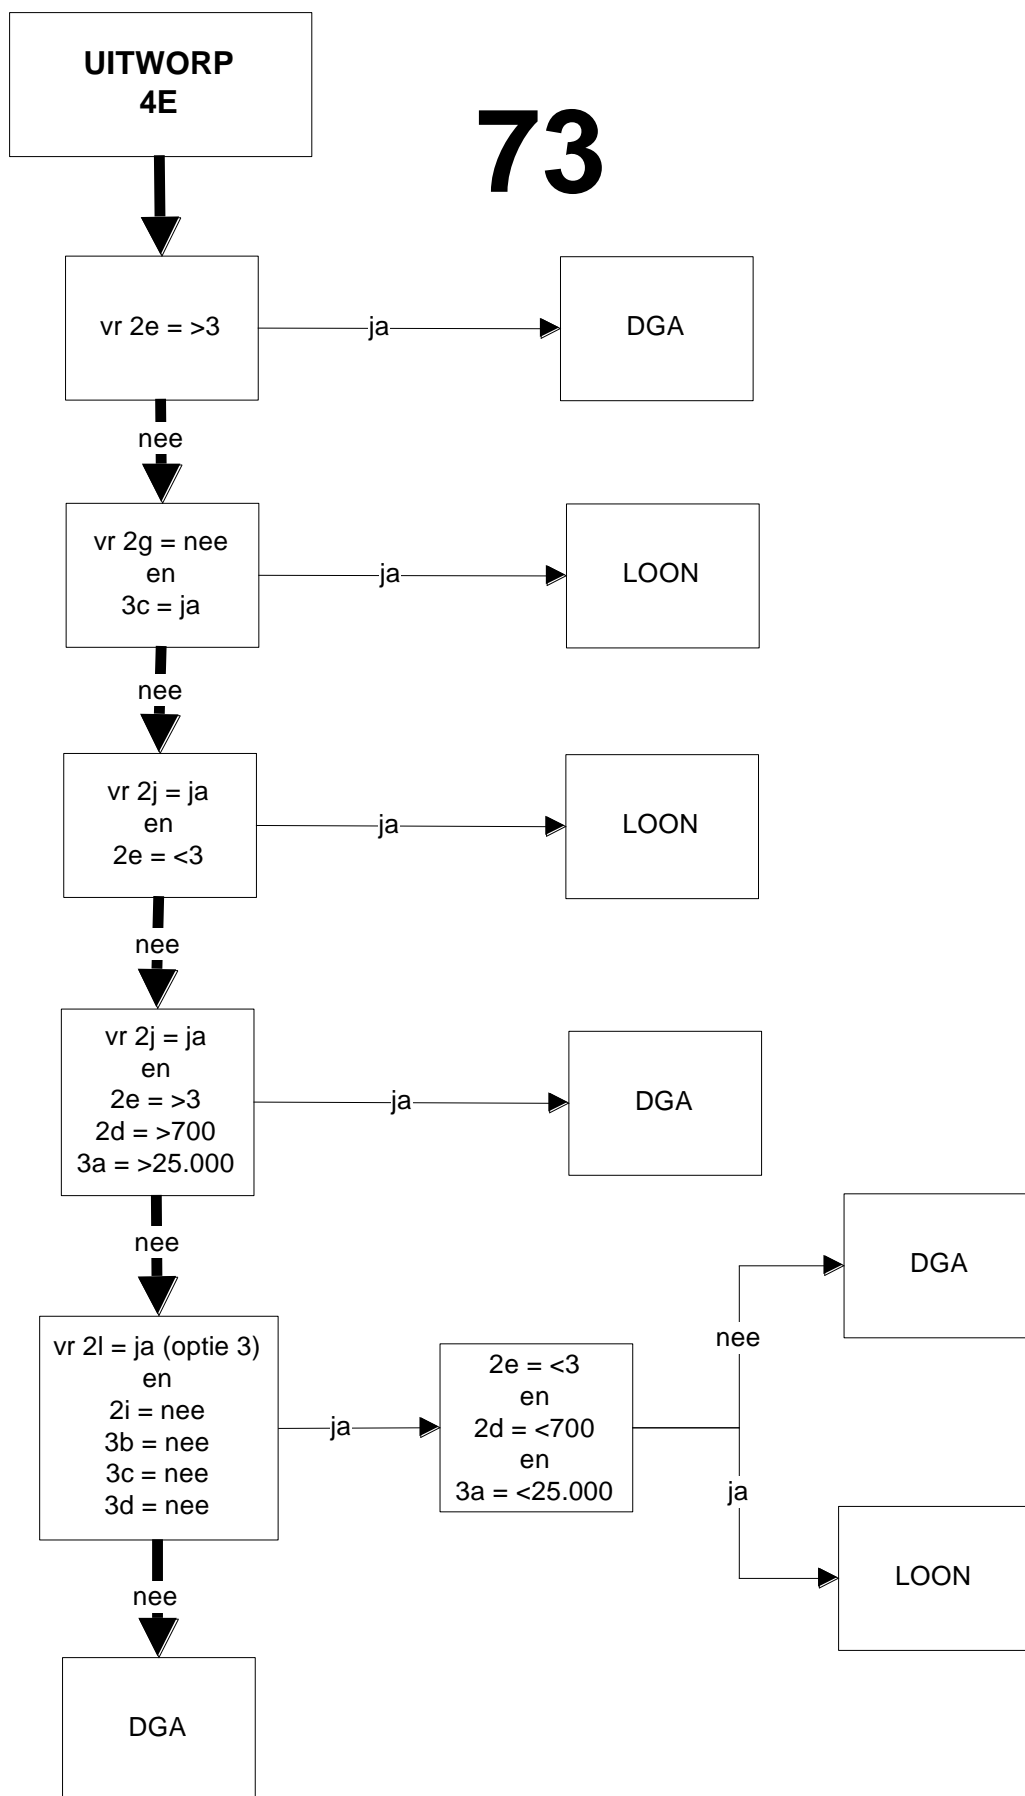 UITWORP
4E
73
vr 2e = >3
ja
DGA
nee
vr 2g = nee
en
3c = ja
ja
LOON
nee
vr 2j = ja
en
2e = <3
ja
LOON
nee
vr 2j = ja
en
2e = >3
2d = >700
3a = >25.000
ja
DGA
nee
vr 2l = ja (optie 3)
en
2i = nee
3b = nee
3c = nee
3d = nee
ja
2e = <3
en
2d = <700
en
3a = <25.000
nee
DGA
ja
LOON
nee
DGA